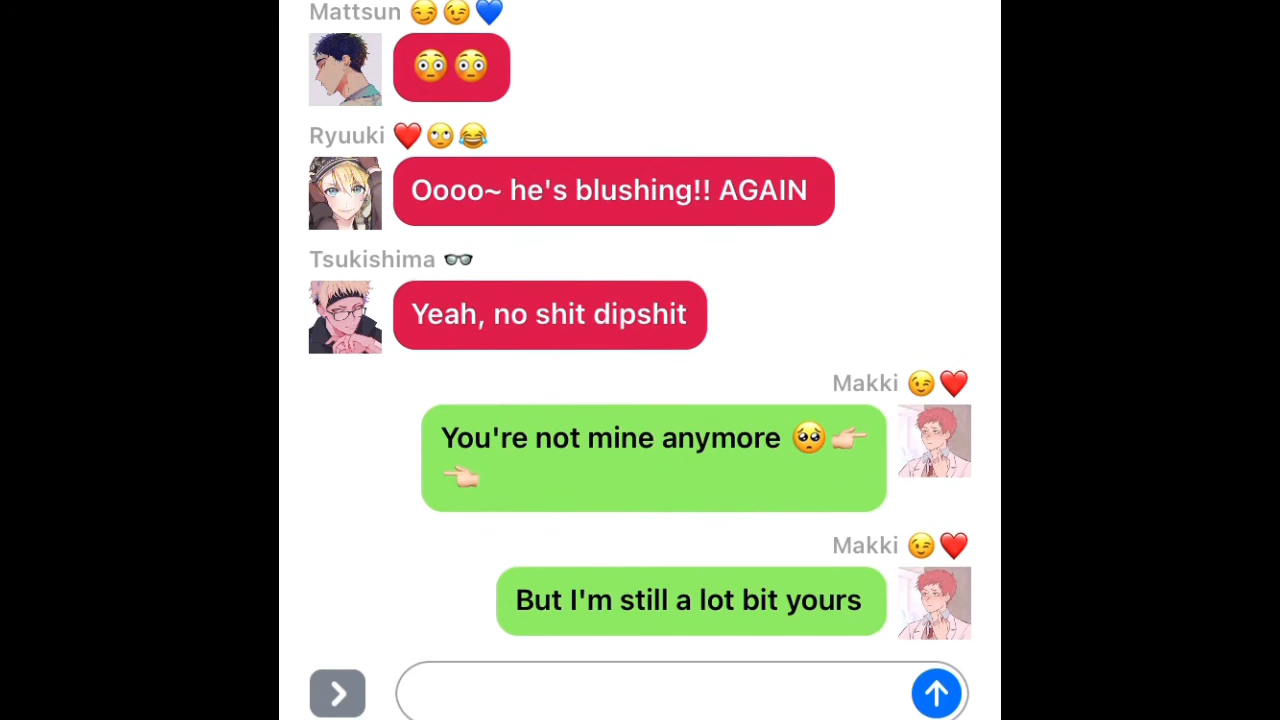 Mattsun 😏😉💙
😳😳
Ryuuki ❤️🙄😂
Oooo~ he's blushing!! AGAIN
Tsukishima 👓
Yeah, no shit dipshit
Makki 😉❤️
You're not mine anymore 🥺👉🏻
👈🏻
Makki 😉❤️
But I'm still a lot bit yours